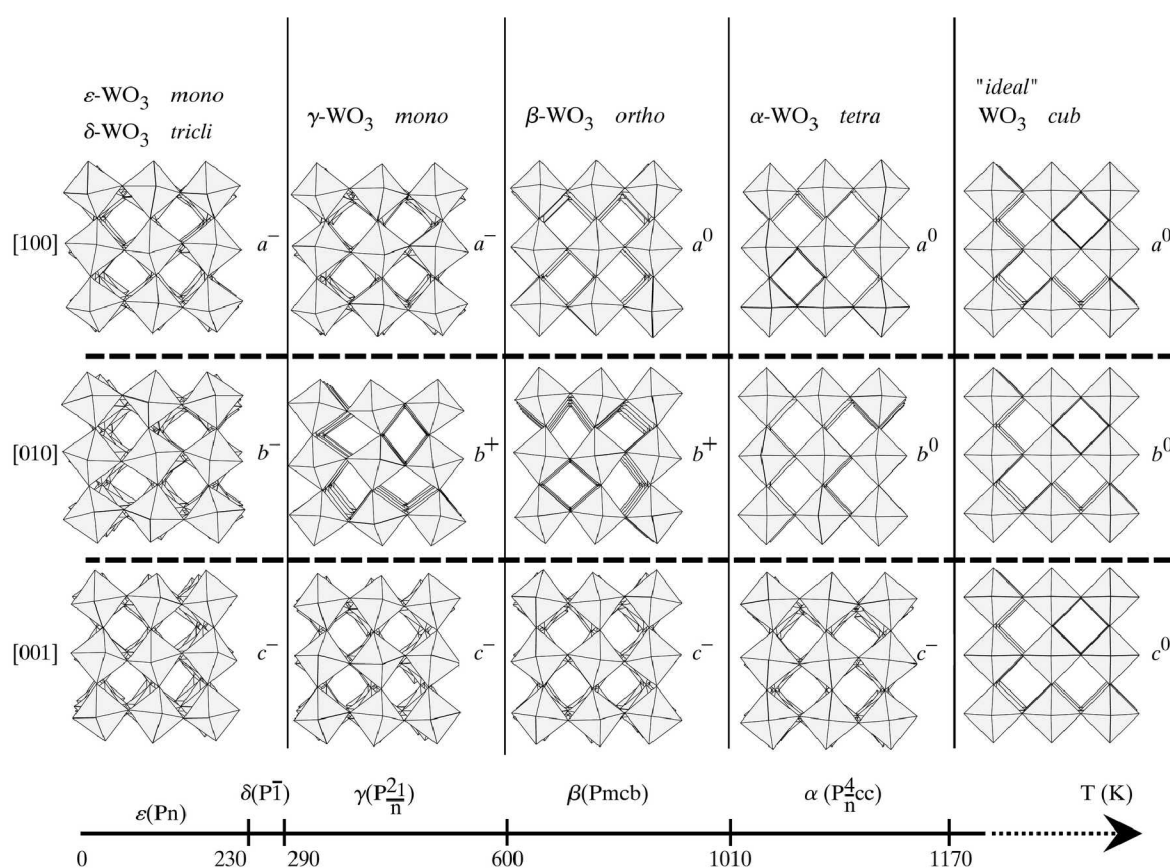 ε-WO3 mono
δ-WO3 tricli
γ-WO3 mono
β-WO3 ortho
α-WO3 tetra
"ideal"
WO3 cub
[100] a− a− a0 a0 a0
[010] b− b+ b+ b0 b0
[001] c− c− c− c− c0
ε(Pn)
δ(P1̅)
γ(P21/n)
β(Pmcb)
α (P4/ncc)
T (K)
0 230 290 600 1010 1170